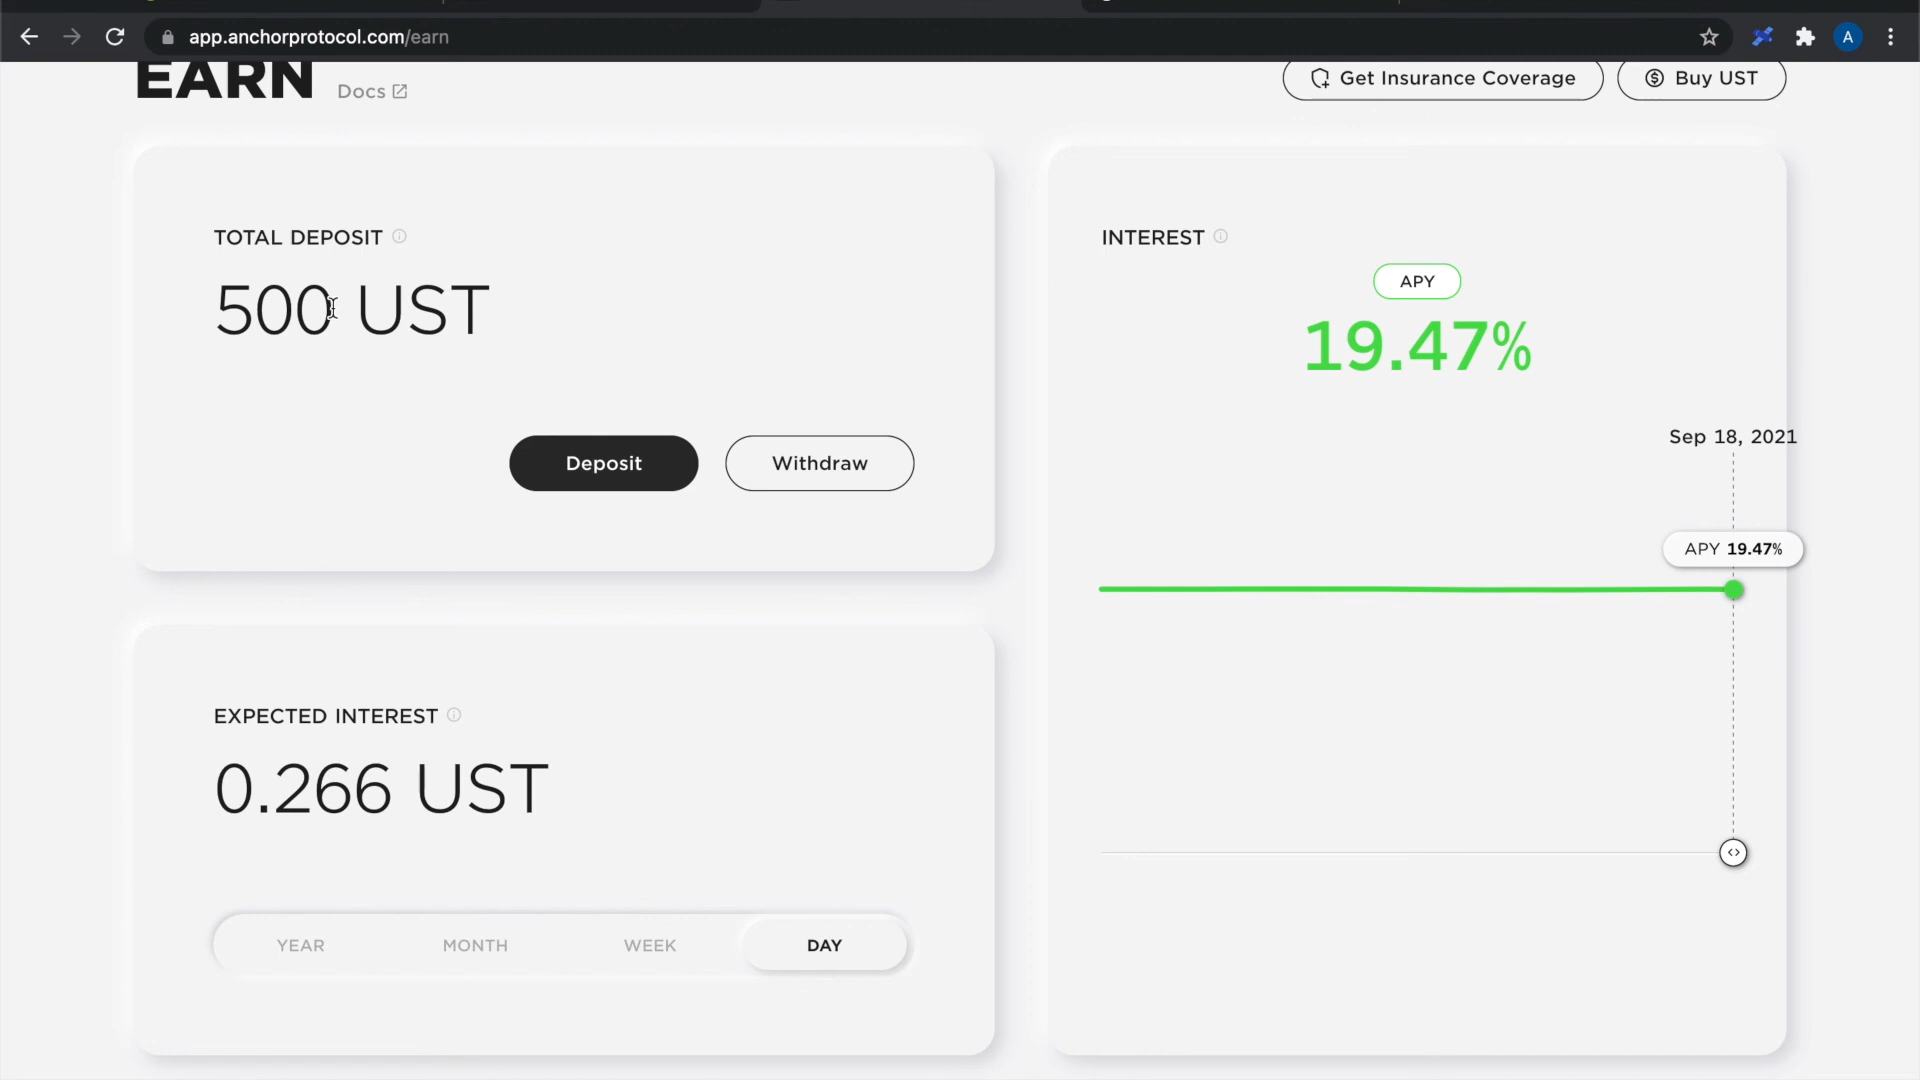 app.anchorprotocol.com/earn
A
EARN
Docs
Get Insurance Coverage
Buy UST
TOTAL DEPOSIT
500 UST
Deposit
Withdraw
EXPECTED INTEREST
0.266 UST
YEAR
MONTH
WEEK
DAY
INTEREST
APY
19.47%
Sep 18, 2021
APY 19.47%